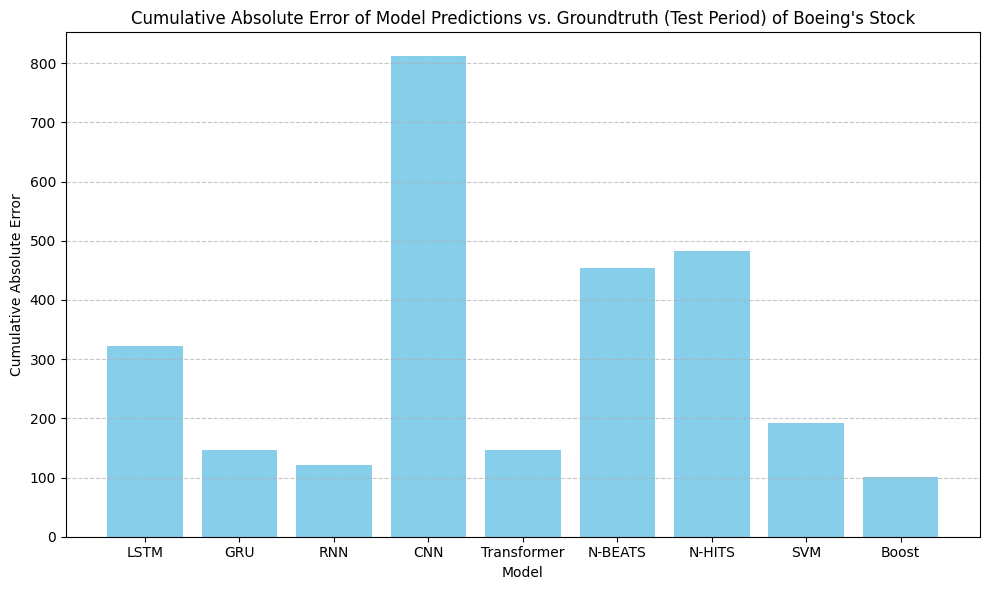 Cumulative Absolute Error of Model Predictions vs. Groundtruth (Test Period) of Boeing's Stock
Cumulative Absolute Error
800
700
600
500
400
300
200
100
0
LSTM GRU RNN CNN Transformer N-BEATS N-HITS SVM Boost
Model